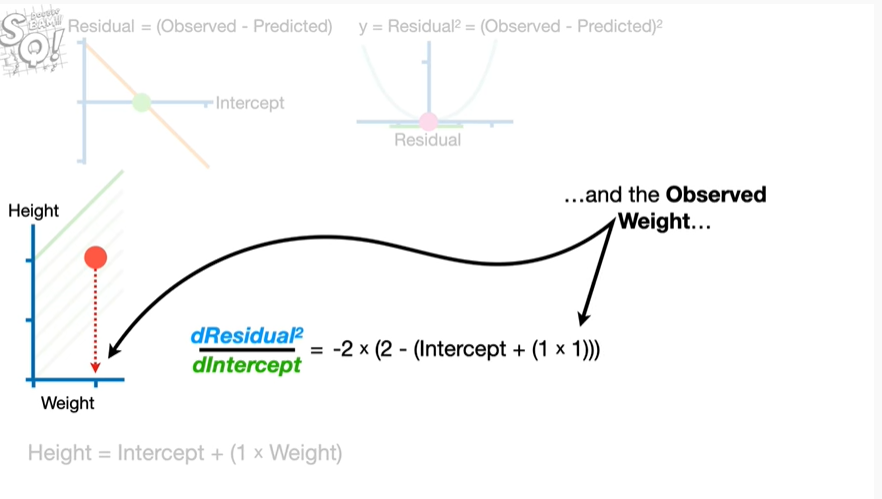 StatQuest!!!
Residual = (Observed - Predicted)
y = Residual² = (Observed - Predicted)²
Intercept
Residual
...and the Observed
Weight...
Height
dResidual²
dIntercept
= -2 × (2 - (Intercept + (1 × 1)))
Weight
Height = Intercept + (1 × Weight)